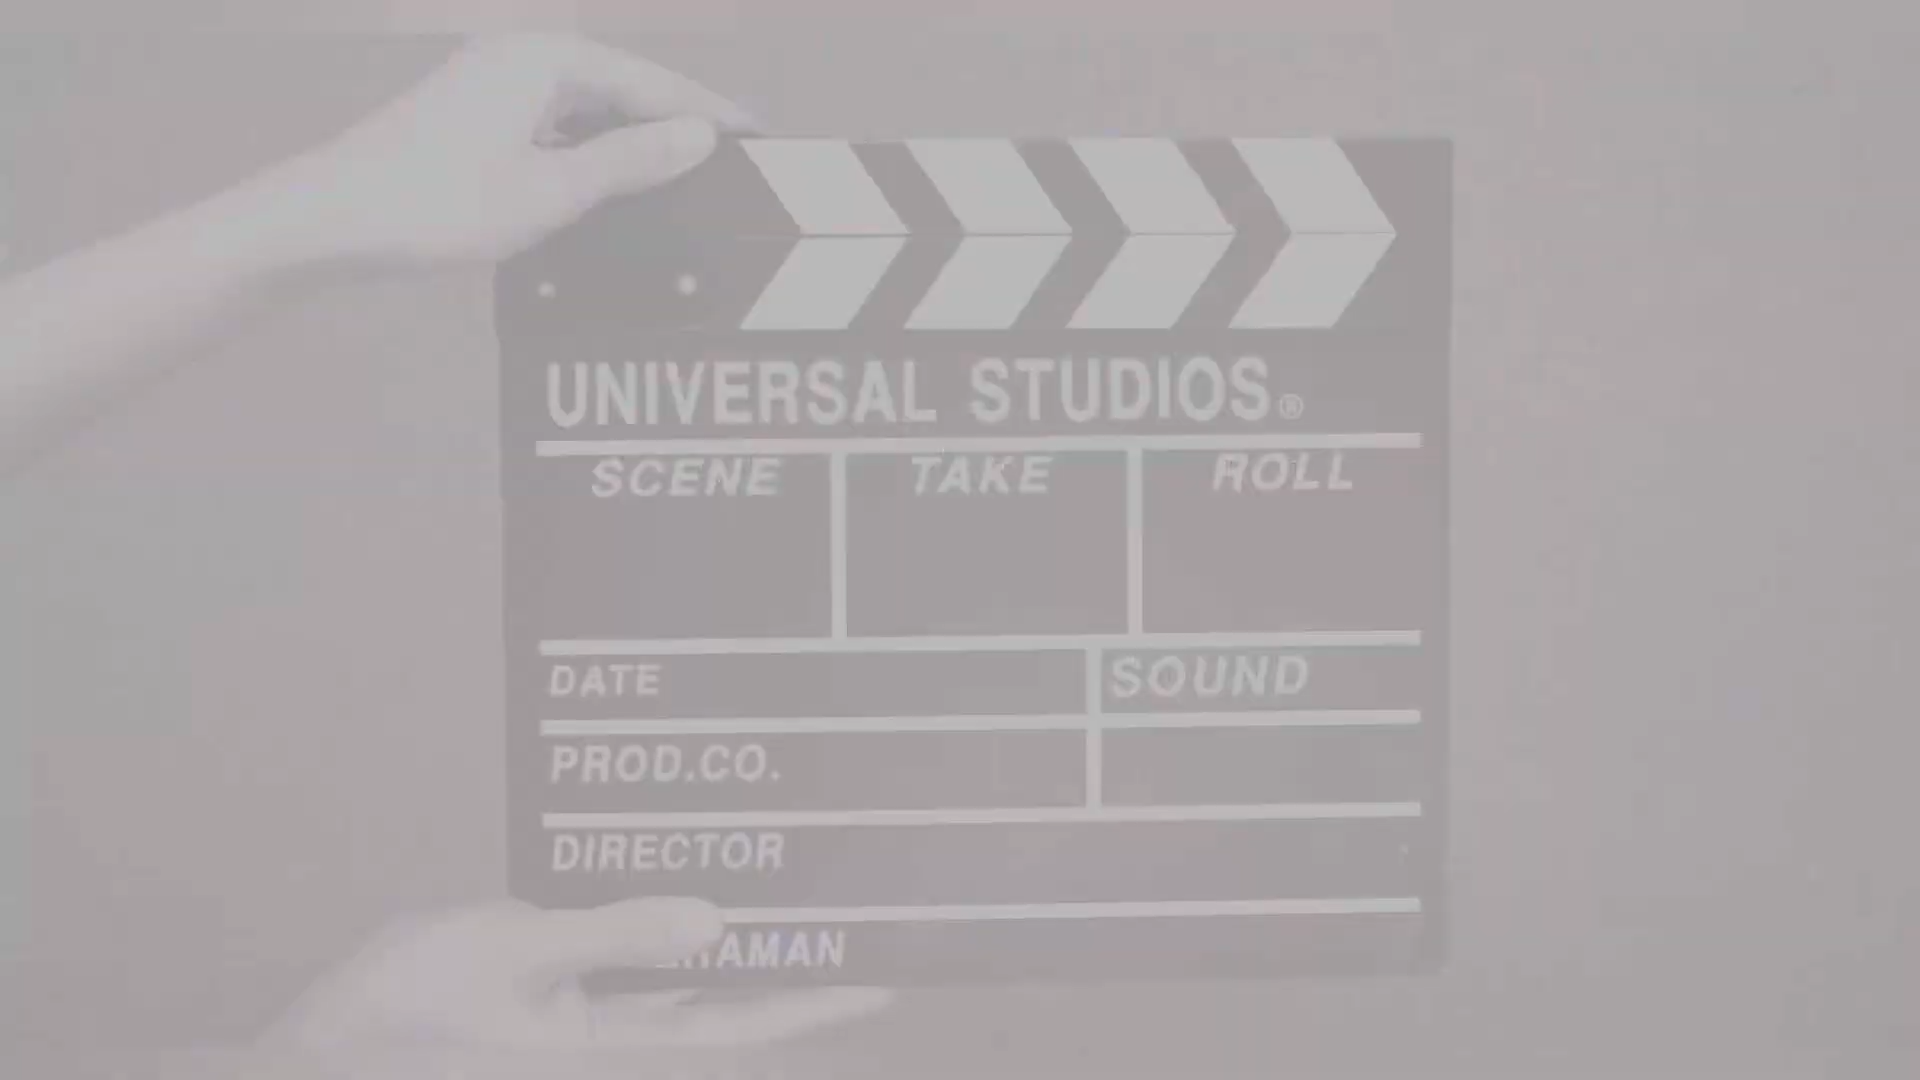 UNIVERSAL STUDIOS®
SCENE TAKE ROLL
DATE SOUND
PROD.CO.
DIRECTOR